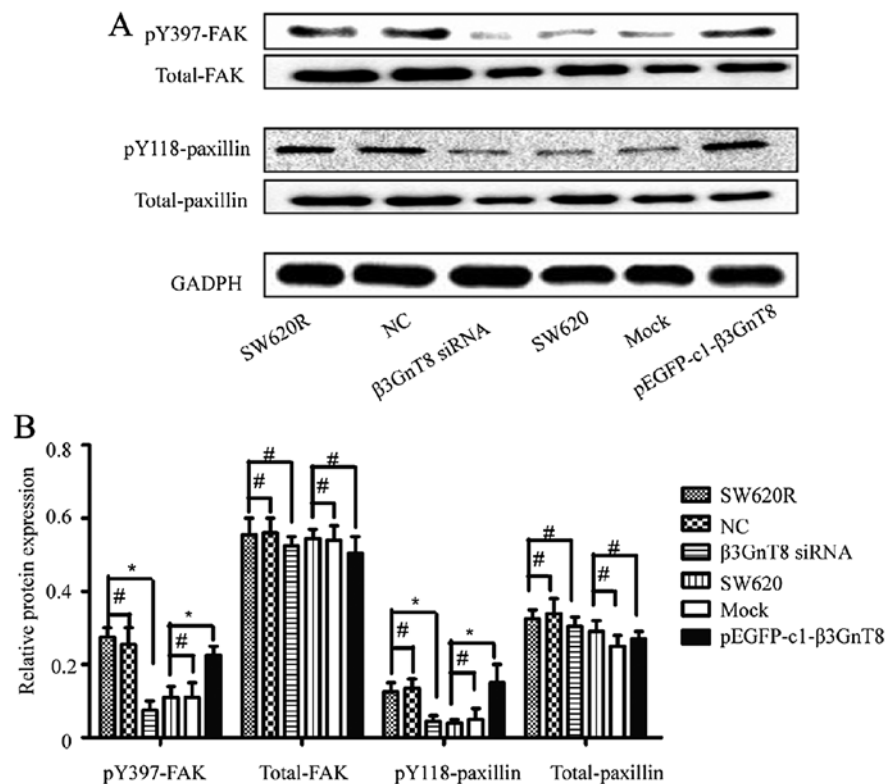 A
pY397-FAK
Total-FAK
pY118-paxillin
Total-paxillin
GADPH
SW620R
NC
β3GnT8 siRNA
SW620
Mock
pEGFP-c1-β3GnT8
B
Relative protein expression
0.8
0.6
0.4
0.2
0
* # * #
# # # #
* # * #
# # # #
pY397-FAK
Total-FAK
pY118-paxillin
Total-paxillin
SW620R
NC
β3GnT8 siRNA
SW620
Mock
pEGFP-c1-β3GnT8